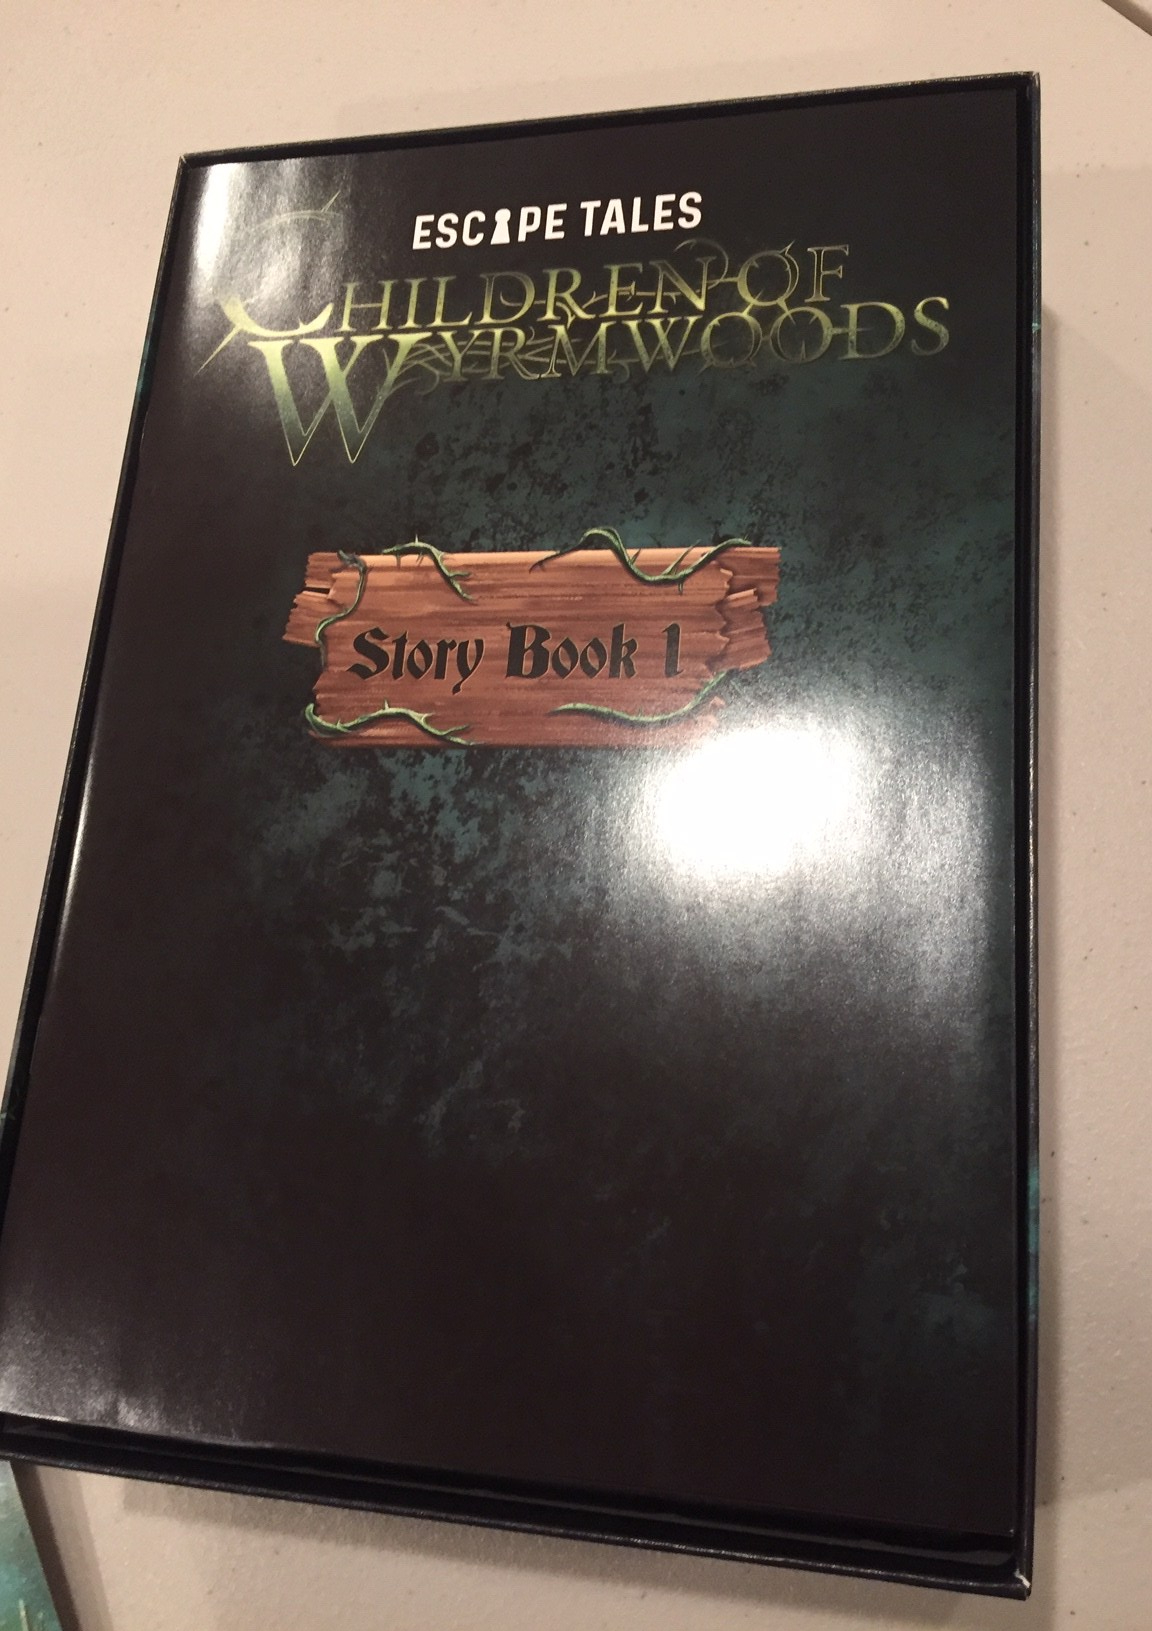 ESCAPE TALES
CHILDREN OF
WYRMWOODS
Story Book 1